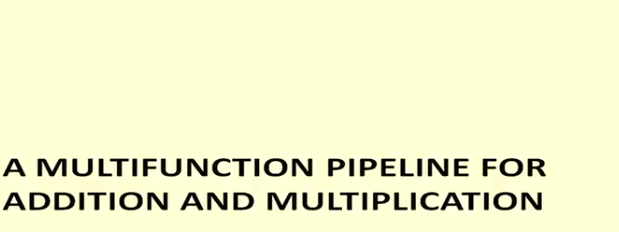 A MULTIFUNCTION PIPELINE FOR
ADDITION AND MULTIPLICATION